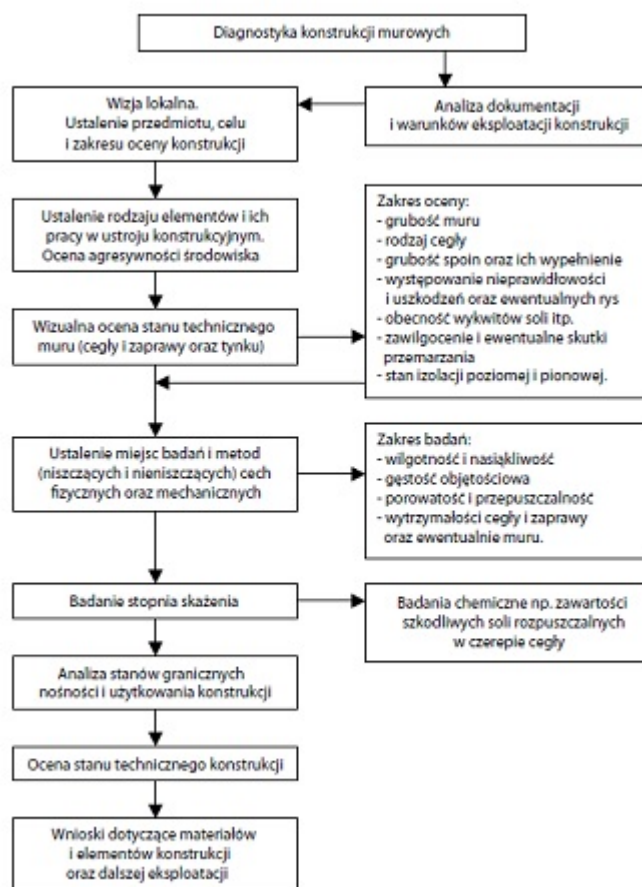 Diagnostyka konstrukcji murowych
Analiza dokumentacji
i warunków eksploatacji konstrukcji
Wizja lokalna.
Ustalenie przedmiotu, celu
i zakresu oceny konstrukcji
Ustalenie rodzaju elementów i ich
pracy w ustroju konstrukcyjnym.
Ocena agresywności środowiska
Wizualna ocena stanu technicznego
muru (cegły i zaprawy oraz tynku)
Zakres oceny:
- grubość muru
- rodzaj cegły
- grubość spoin oraz ich wypełnienie
- występowanie nieprawidłowości
i uszkodzeń oraz ewentualnych rys
- obecność wykwitów soli itp.
- zawilgocenie i ewentualne skutki
przemarzania
- stan izolacji poziomej i pionowej.
Ustalenie miejsc badań i metod
(niszczących i nieniszczących) cech
fizycznych oraz mechanicznych
Zakres badań:
- wilgotność i nasiąkliwość
- gęstość objętościowa
- porowatość i przepuszczalność
- wytrzymałości cegły i zaprawy
oraz ewentualnie muru.
Badanie stopnia skażenia
Badania chemiczne np. zawartości
szkodliwych soli rozpuszczalnych
w czerepie cegły
Analiza stanów granicznych
nośności i użytkowania konstrukcji
Ocena stanu technicznego konstrukcji
Wnioski dotyczące materiałów
i elementów konstrukcji
oraz dalszej eksploatacji